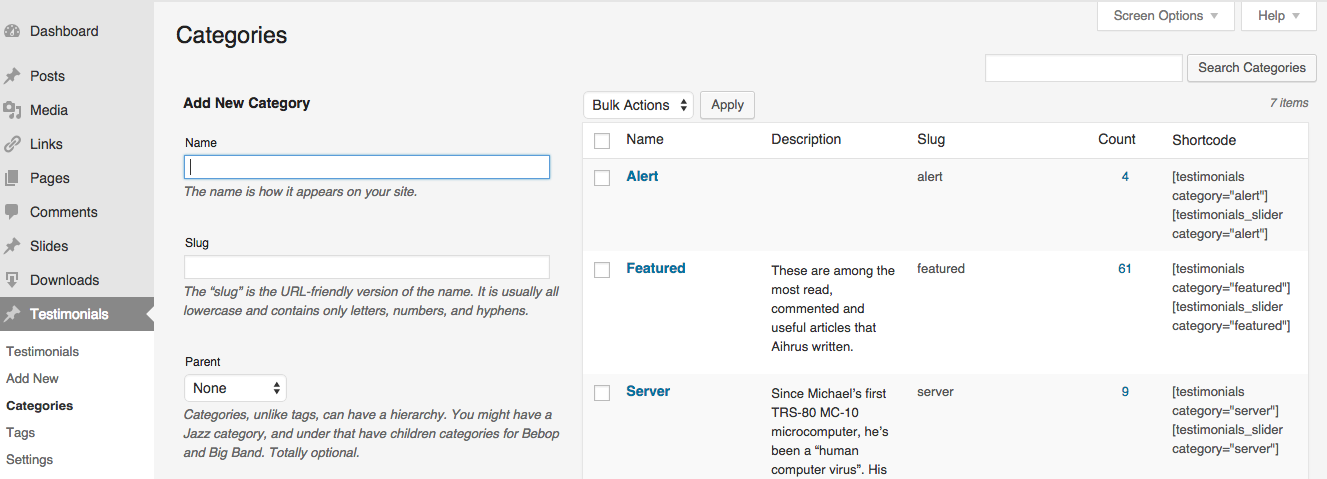 Screen Options
Help
Dashboard
Posts
Media
Links
Pages
Comments
Slides
Downloads
Testimonials
Testimonials
Add New
Categories
Tags
Settings
Categories
Search Categories
Add New Category
Name
The name is how it appears on your site.
Slug
The “slug” is the URL-friendly version of the name. It is usually all
lowercase and contains only letters, numbers, and hyphens.
Parent
None
Categories, unlike tags, can have a hierarchy. You might have a
Jazz category, and under that have children categories for Bebop
and Big Band. Totally optional.
Bulk Actions
Apply
7 items
Name Description Slug Count Shortcode
Alert alert 4 [testimonials
category="alert"]
[testimonials_slider
category="alert"]
Featured These are among the featured 61 [testimonials
most read, category="featured"]
commented and [testimonials_slider
useful articles that category="featured"]
Aihrus written.
Server Since Michael’s first server 9 [testimonials
TRS-80 MC-10 category="server"]
microcomputer, he’s [testimonials_slider
been a “human category="server"]
computer virus”. His